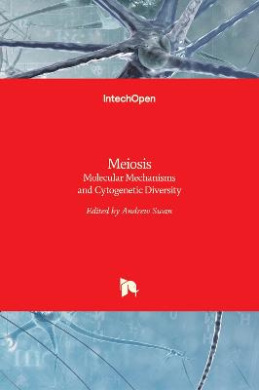 IntechOpen
Meiosis
Molecular Mechanisms
and Cytogenetic Diversity
Edited by Andrew Swan